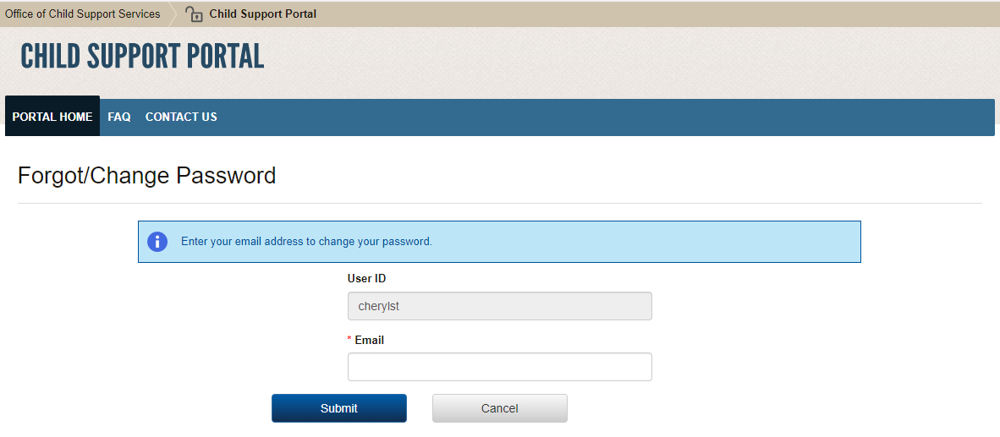 Office of Child Support Services Child Support Portal
CHILD SUPPORT PORTAL
PORTAL HOME FAQ CONTACT US
Forgot/Change Password
Enter your email address to change your password.
User ID
cherylst
* Email
Submit Cancel